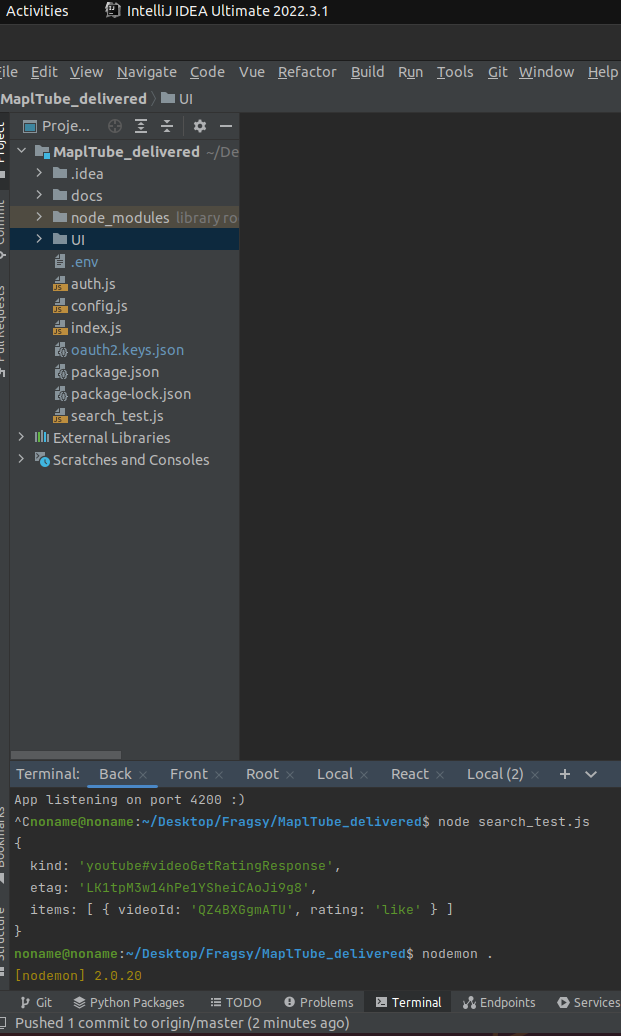 Activities IntelliJ IDEA Ultimate 2022.3.1
File Edit View Navigate Code Vue Refactor Build Run Tools Git Window Help
MaplTube_delivered UI
Project
Proje...
MaplTube_delivered ~/De
.idea
docs
node_modules library ro
UI
.env
auth.js
config.js
index.js
oauth2.keys.json
package.json
package-lock.json
search_test.js
External Libraries
Scratches and Consoles
Commit
Pull Requests
Bookmarks
Structure
Terminal: Back Front Root Local React Local (2)
App listening on port 4200 :)
^Cnoname@noname:~/Desktop/Fragsy/MaplTube_delivered$ node search_test.js
{
kind: 'youtube#videoGetRatingResponse',
etag: 'LK1tpM3w14hPe1YSheiCAoJi9g8',
items: [ { videoId: 'QZ4BXGgmATU', rating: 'like' } ]
}
noname@noname:~/Desktop/Fragsy/MaplTube_delivered$ nodemon .
[nodemon] 2.0.20
Git Python Packages TODO Problems Terminal Endpoints Services
Pushed 1 commit to origin/master (2 minutes ago)